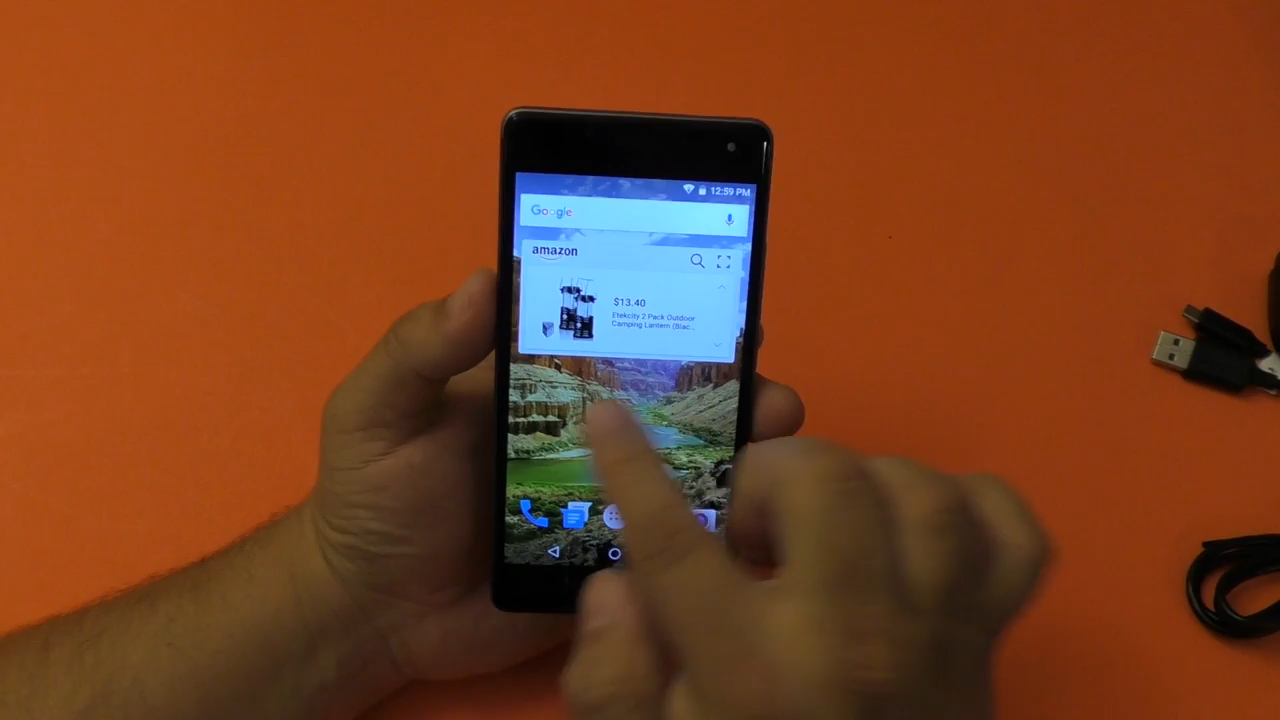 12:59 PM
Google
amazon
$13.40
Etekcity 2 Pack Outdoor
Camping Lantern (Blac...